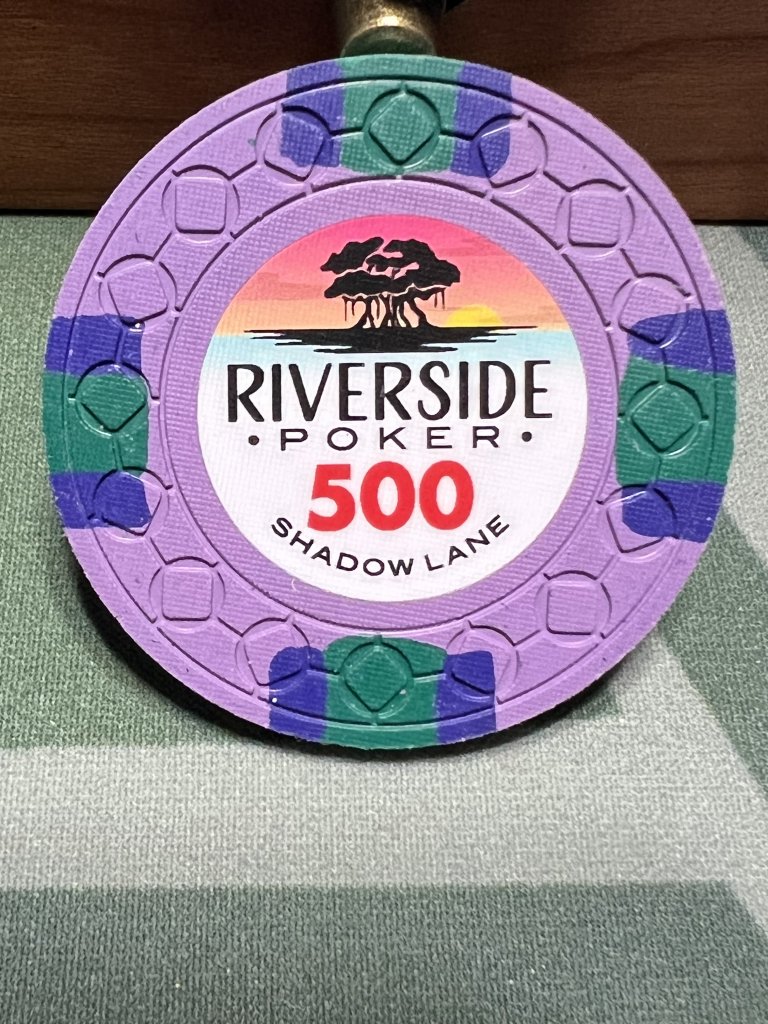 RIVERSIDE
• POKER •
500
SHADOW LANE